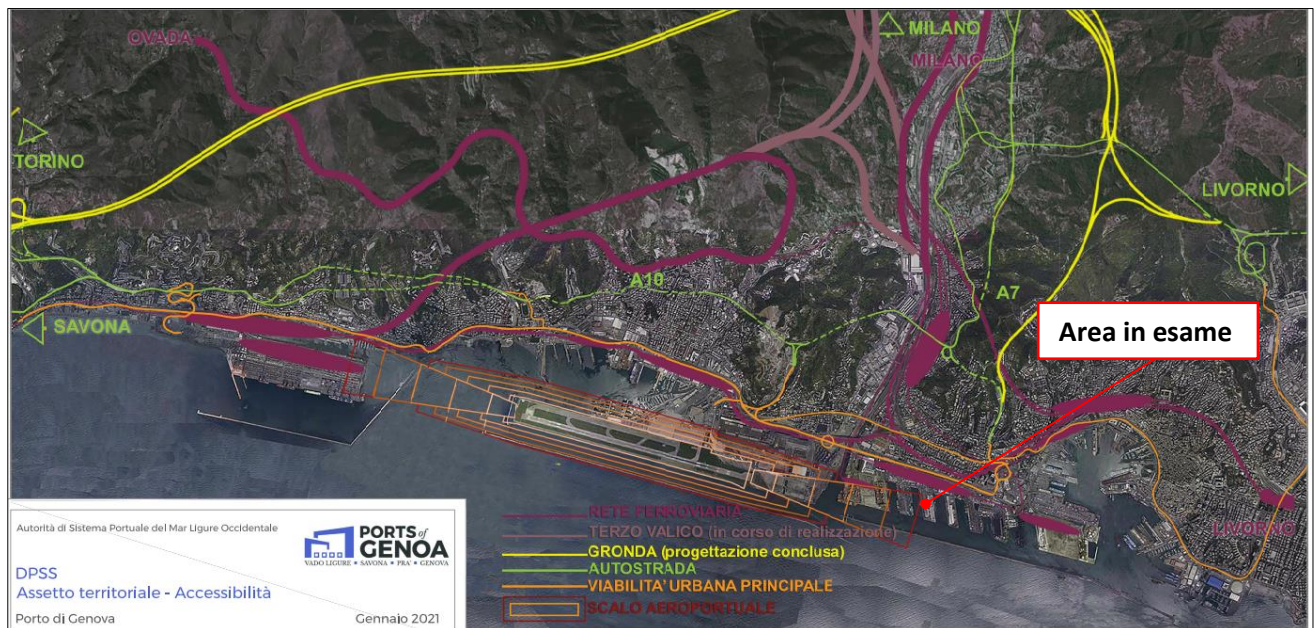 OVADA
MILANO
MILANO
TORINO
LIVORNO
A10
A7
SAVONA
Area in esame
LIVORNO
RETE FERROVIARIA
TERZO VALICO (in corso di realizzazione)
GRONDA (progettazione conclusa)
AUTOSTRADA
VIABILITA' URBANA PRINCIPALE
SCALO AEROPORTUALE
Autorità di Sistema Portuale del Mar Ligure Occidentale
PORTS of
GENOA
VADO LIGURE • SAVONA • PRA' • GENOVA
DPSS
Assetto territoriale - Accessibilità
Porto di Genova
Gennaio 2021